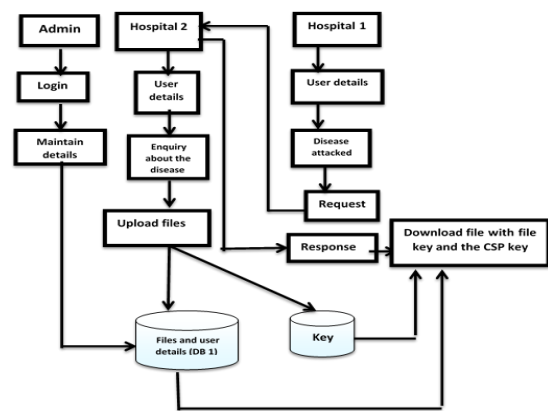 Admin
Hospital 2
Hospital 1
Login
User
details
User details
Maintain
details
Enquiry
about the
disease
Disease
attacked
Upload files
Request
Response
Download file with file
key and the CSP key
Files and user
details (DB 1)
Key